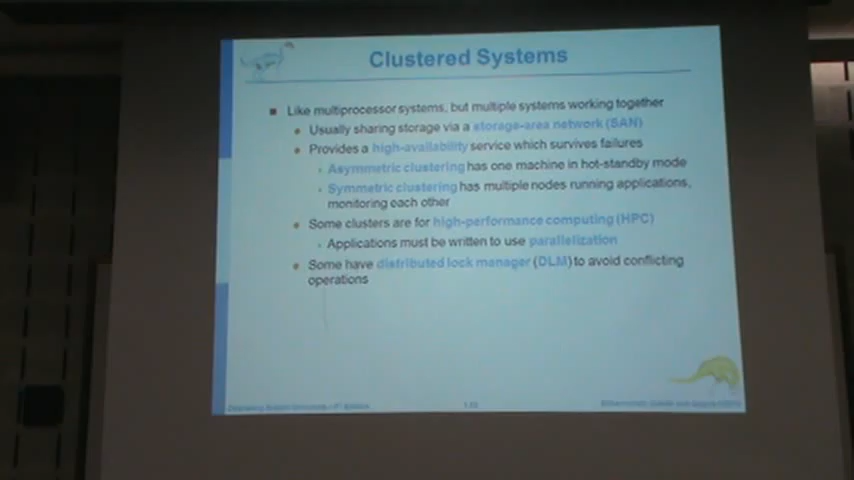 Clustered Systems
Like multiprocessor systems, but multiple systems working together
Usually sharing storage via a storage-area network (SAN)
Provides a high-availability service which survives failures
Asymmetric clustering has one machine in hot-standby mode
Symmetric clustering has multiple nodes running applications,
monitoring each other
Some clusters are for high-performance computing (HPC)
Applications must be written to use parallelization
Some have distributed lock manager (DLM) to avoid conflicting
operations